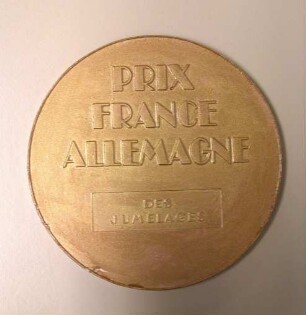 PRIX
FRANCE
ALLEMAGNE
DES
JUMELAGES